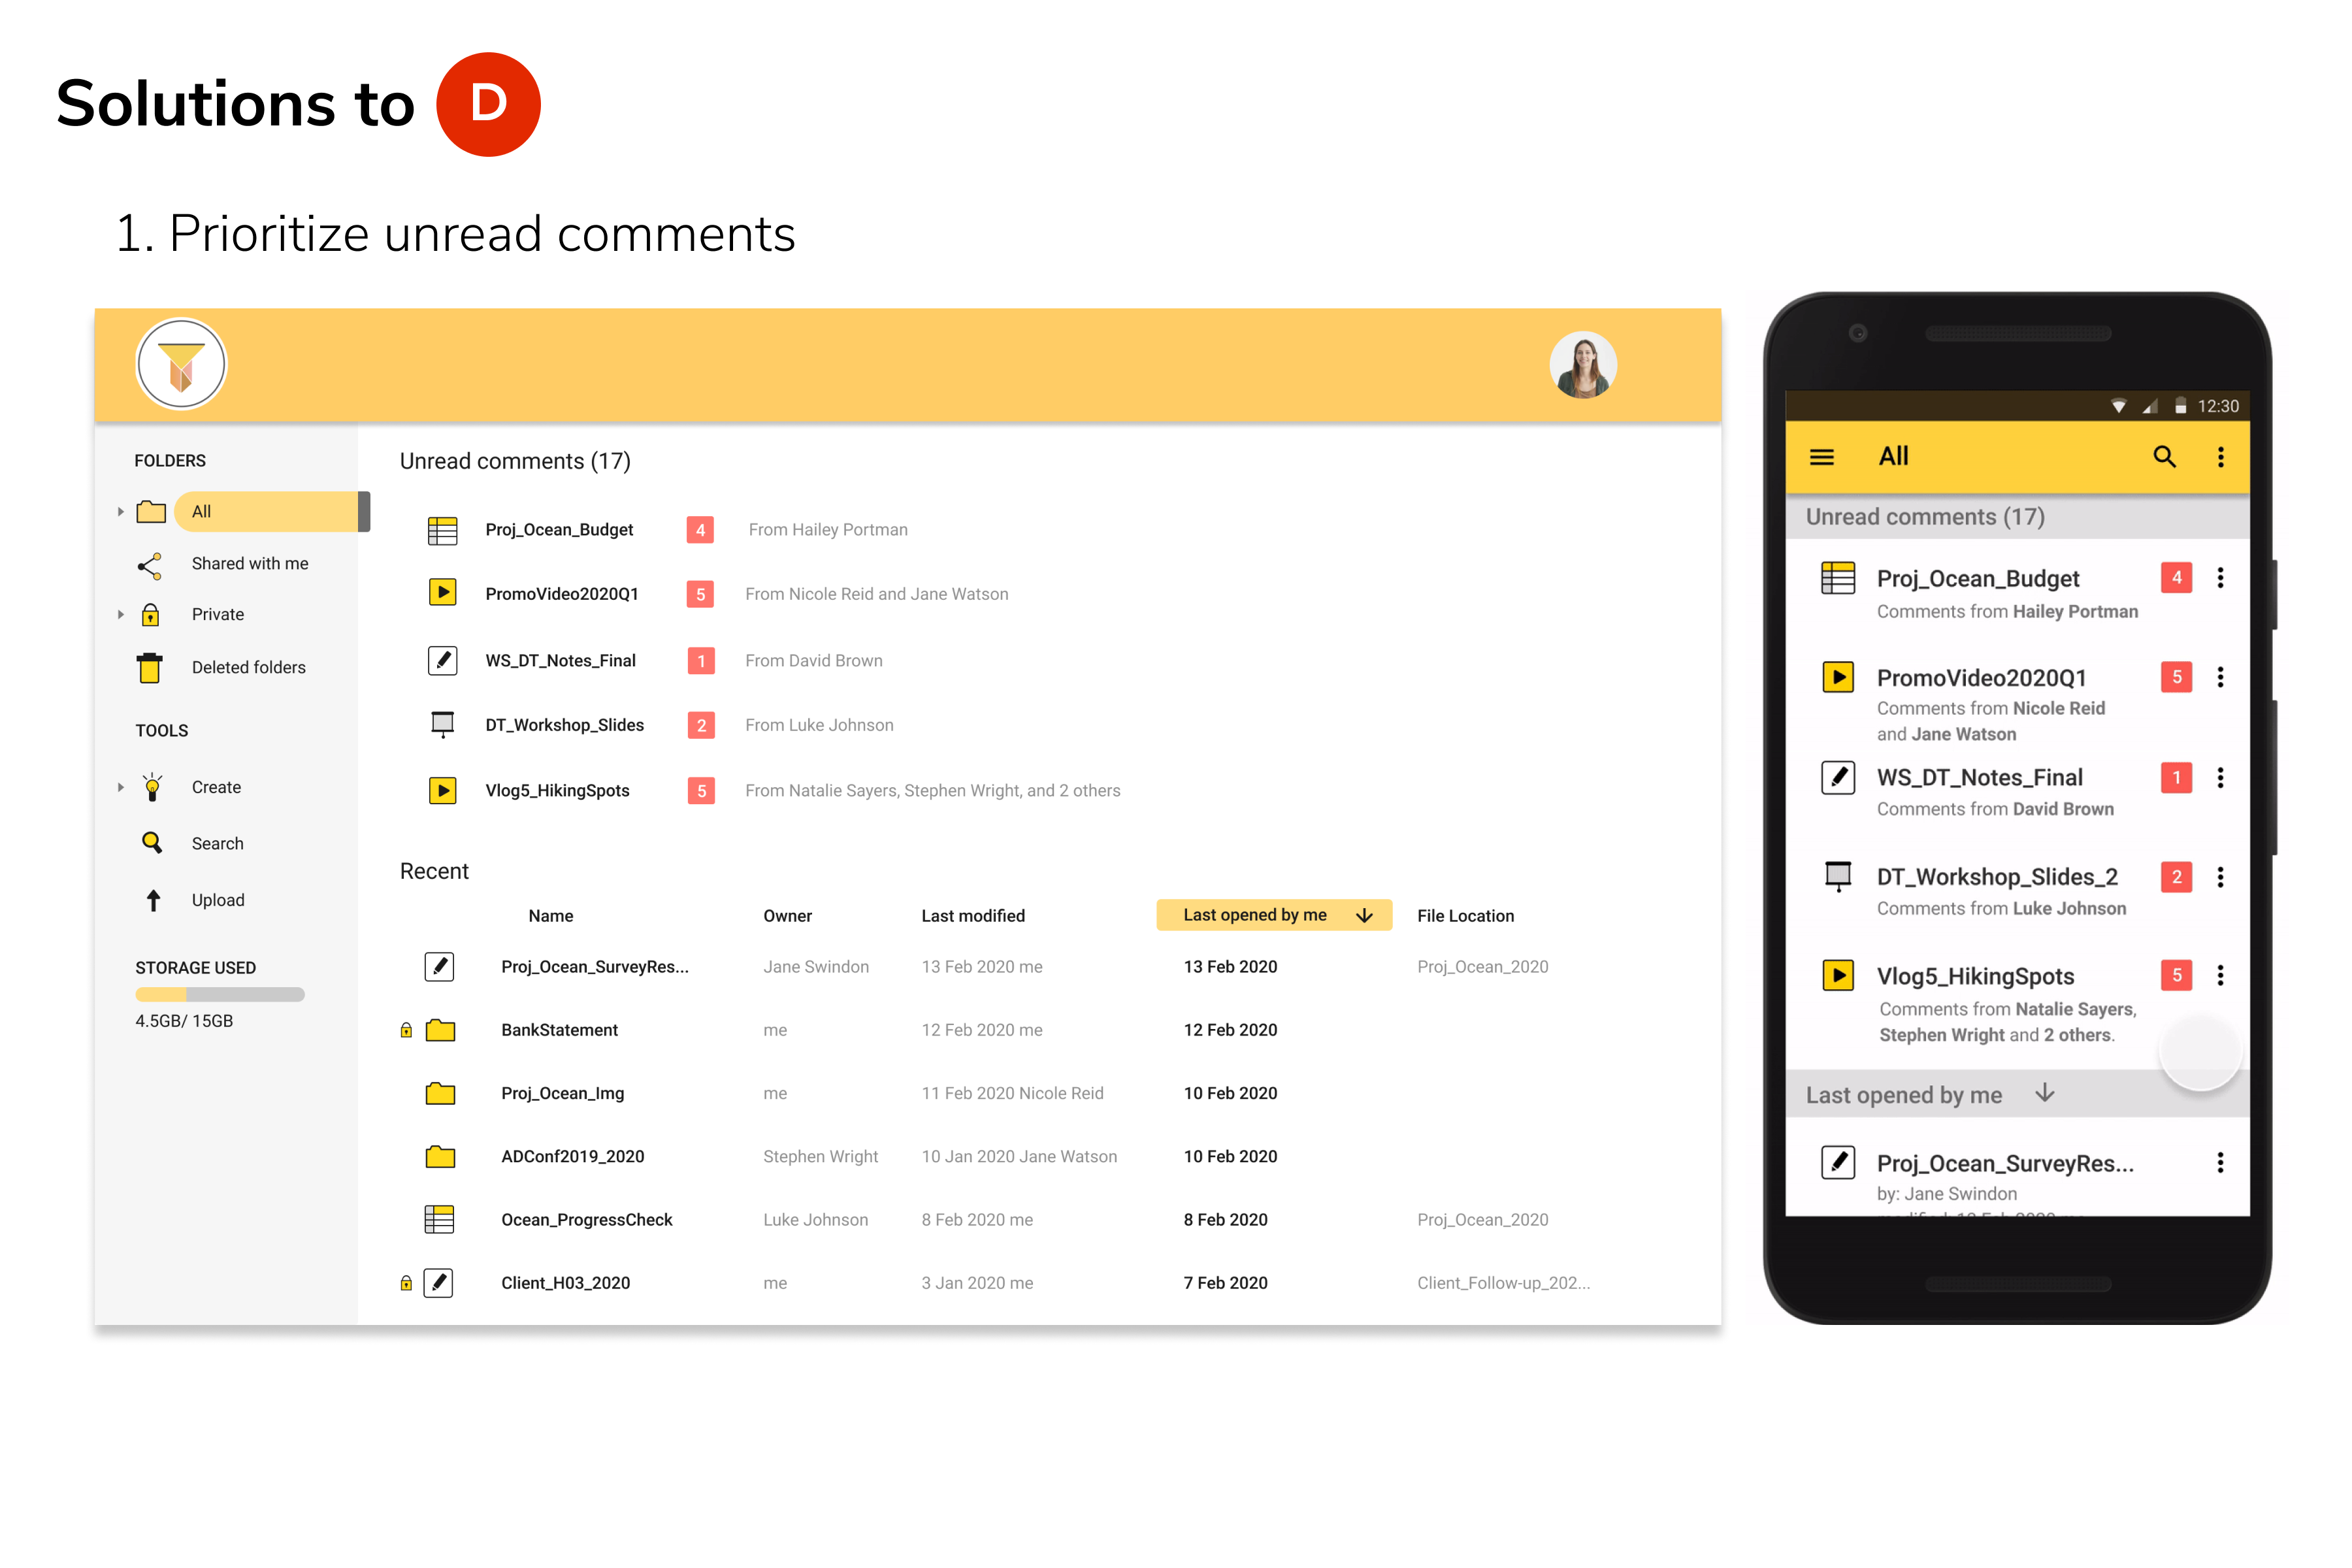 Solutions to D
1. Prioritize unread comments
FOLDERS
All
Shared with me
Private
Deleted folders
TOOLS
Create
Search
Upload
STORAGE USED
4.5GB/ 15GB
Unread comments (17)
Proj_Ocean_Budget 4 From Hailey Portman
PromoVideo2020Q1 5 From Nicole Reid and Jane Watson
WS_DT_Notes_Final 1 From David Brown
DT_Workshop_Slides 2 From Luke Johnson
Vlog5_HikingSpots 5 From Natalie Sayers, Stephen Wright, and 2 others
Recent
Name Owner Last modified Last opened by me File Location
Proj_Ocean_SurveyRes... Jane Swindon 13 Feb 2020 me 13 Feb 2020 Proj_Ocean_2020
BankStatement me 12 Feb 2020 me 12 Feb 2020
Proj_Ocean_Img me 11 Feb 2020 Nicole Reid 10 Feb 2020
ADConf2019_2020 Stephen Wright 10 Jan 2020 Jane Watson 10 Feb 2020
Ocean_ProgressCheck Luke Johnson 8 Feb 2020 me 8 Feb 2020 Proj_Ocean_2020
Client_H03_2020 me 3 Jan 2020 me 7 Feb 2020 Client_Follow-up_202...
12:30
All
Unread comments (17)
Proj_Ocean_Budget 4
Comments from Hailey Portman
PromoVideo2020Q1 5
Comments from Nicole Reid
and Jane Watson
WS_DT_Notes_Final 1
Comments from David Brown
DT_Workshop_Slides_2 2
Comments from Luke Johnson
Vlog5_HikingSpots 5
Comments from Natalie Sayers,
Stephen Wright and 2 others.
Last opened by me
Proj_Ocean_SurveyRes...
by: Jane Swindon